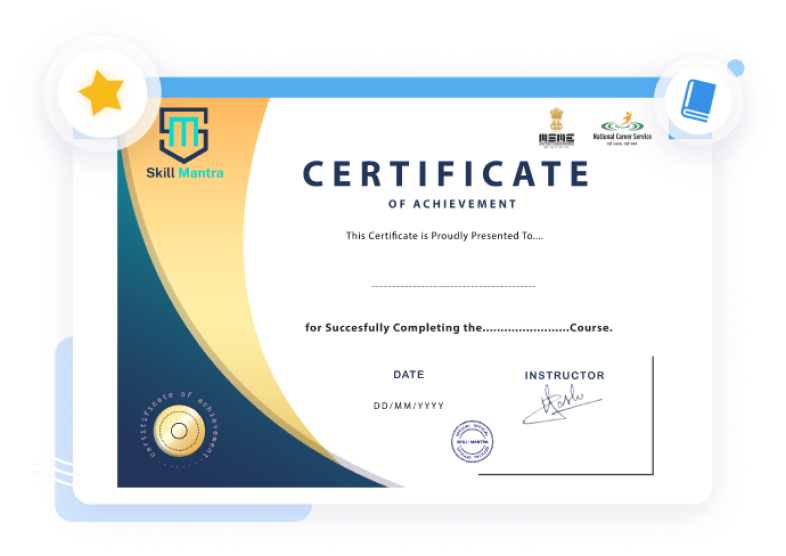 Skill Mantra
MSME
National Career Service
CERTIFICATE
OF ACHIEVEMENT
This Certificate is Proudly Presented To....
for Succesfully Completing the........................Course.
DATE
INSTRUCTOR
DD/MM/YYYY
certificate of achievement
SKILL MANTRA